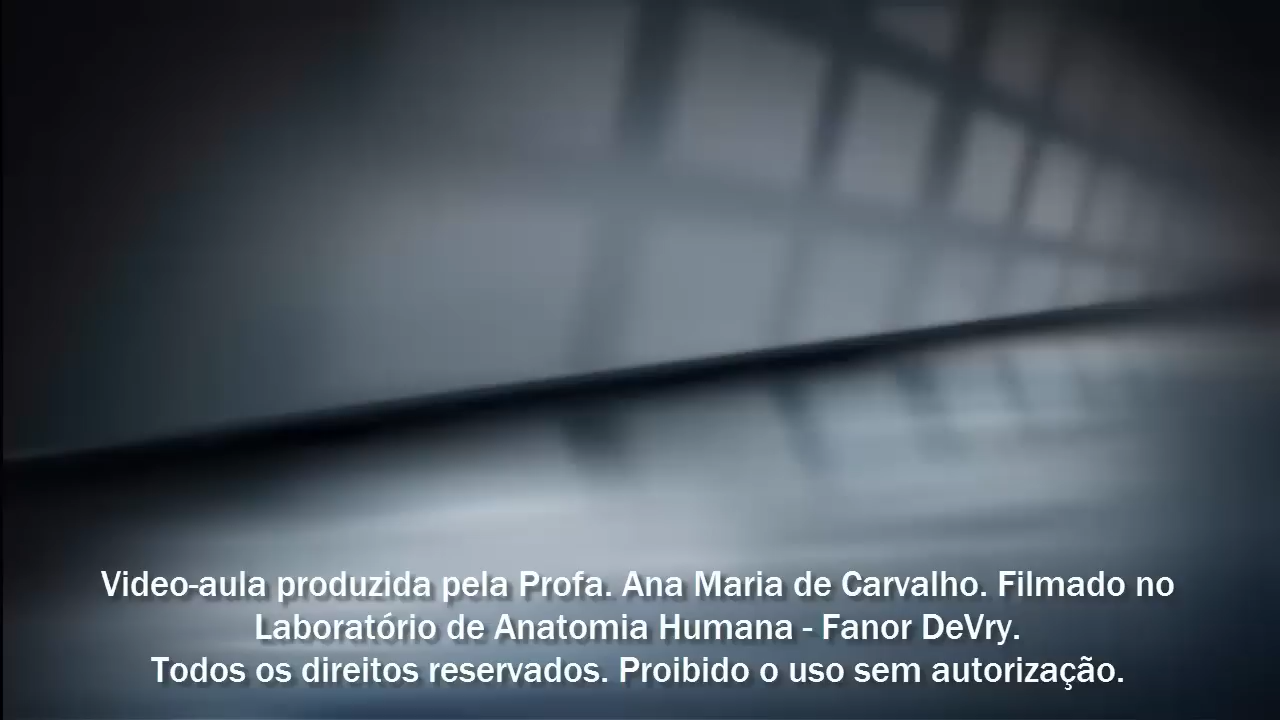 Video-aula produzida pela Profa. Ana Maria de Carvalho. Filmado no
Laboratório de Anatomia Humana - Fanor DeVry.
Todos os direitos reservados. Proibido o uso sem autorização.